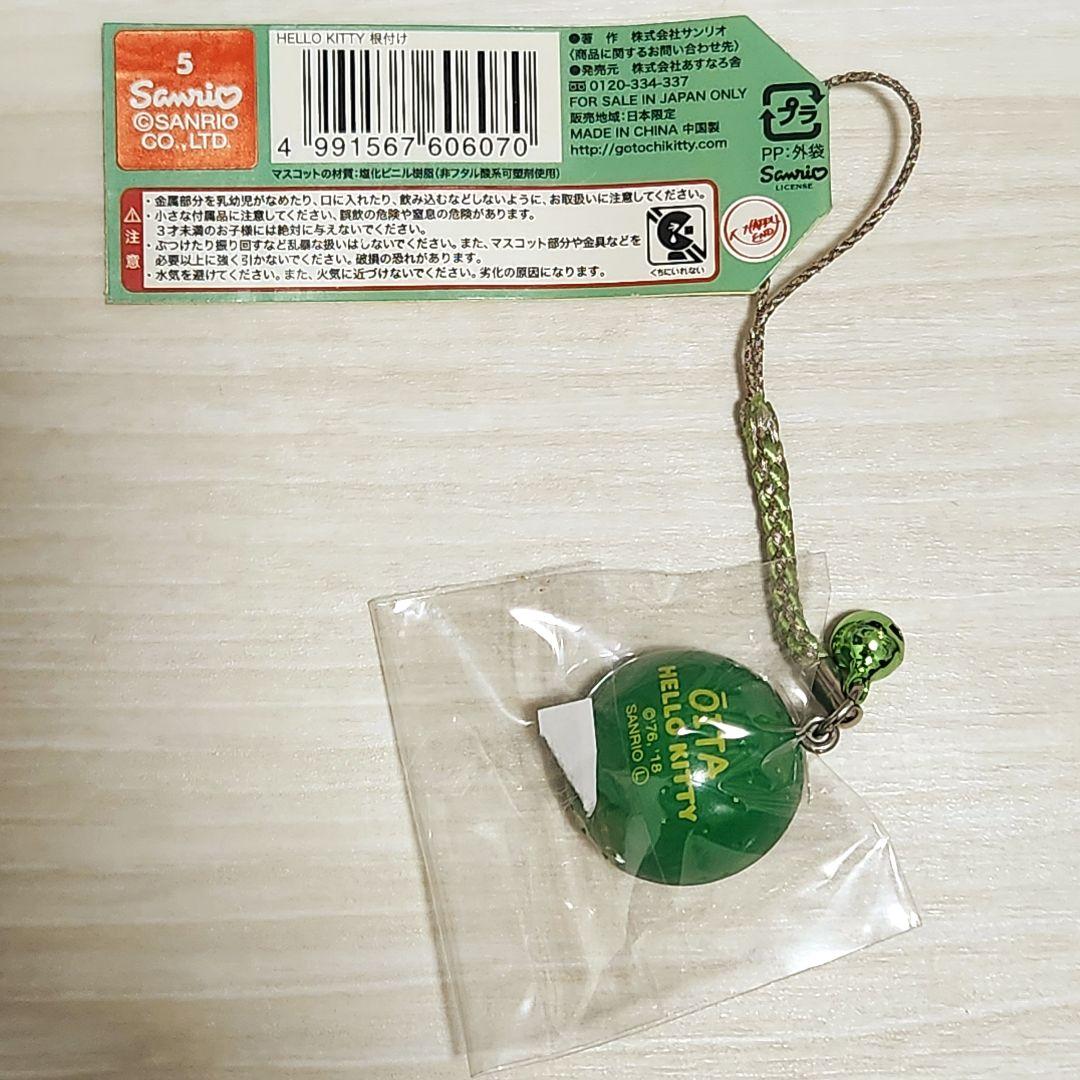 5
Sanrio
©SANRIO
CO., LTD.
HELLO KITTY 根付け
4 991567 606070
マスコットの材質:塩化ビニル樹脂(非フタル酸系可塑剤使用)
●著 作 株式会社サンリオ
〈商品に関するお問い合わせ先〉
●発売元 株式会社あすなろ舎
0120-334-337
FOR SALE IN JAPAN ONLY
販売地域:日本限定
MADE IN CHINA 中国製
http://gotochikitty.com
プラ
PP:外袋
Sanrio
LICENSE
注意
・金属部分を乳幼児がなめたり、口に入れたり、飲み込むなどしないように、お取扱いに注意してください。
・小さな付属品に注意してください、誤飲の危険や窒息の危険があります。
3才未満のお子様には絶対に与えないでください。
・ぶつけたり振り回すなど乱暴な扱いはしないでください。また、マスコット部分や金具などを
必要以上に強く引かないでください。破損の恐れがあります。
・水気を避けてください。また、火気に近づけないでください。劣化の原因になります。
くちにいれない
HAPPY
END
ŌITA
HELLO KITTY
©'76, '18
SANRIO Ⓛ